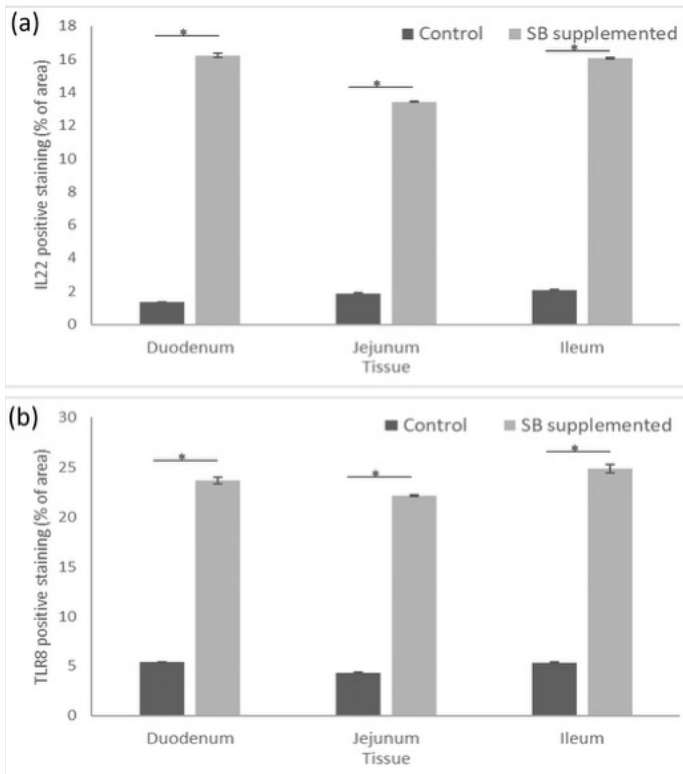 (a)
18
16
14
12
10
8
6
4
2
0
IL22 positive staining (% of area)
Control
SB supplemented
*
*
*
Duodenum
Jejunum
Ileum
Tissue
(b)
30
25
20
15
10
5
0
TLR8 positive staining (% of area)
Control
SB supplemented
*
*
*
Duodenum
Jejunum
Ileum
Tissue